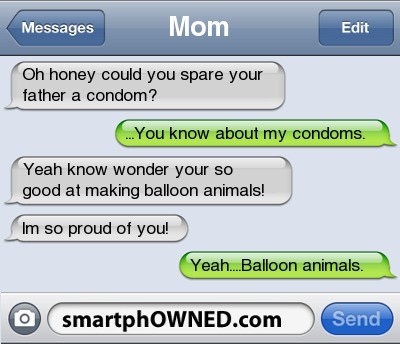 Messages
Mom
Edit
Oh honey could you spare your
father a condom?
...You know about my condoms.
Yeah know wonder your so
good at making balloon animals!
Im so proud of you!
Yeah....Balloon animals.
smartphOWNED.com
Send